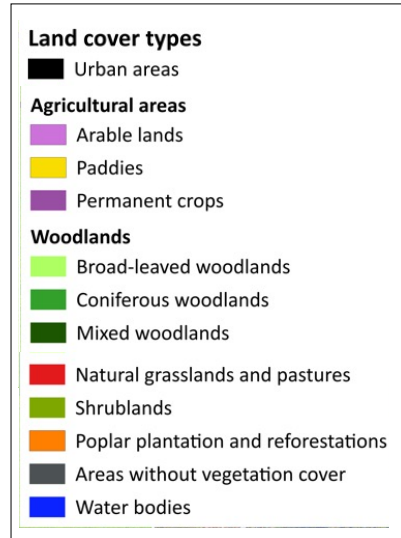 Land cover types
Urban areas
Agricultural areas
Arable lands
Paddies
Permanent crops
Woodlands
Broad-leaved woodlands
Coniferous woodlands
Mixed woodlands
Natural grasslands and pastures
Shrublands
Poplar plantation and reforestations
Areas without vegetation cover
Water bodies